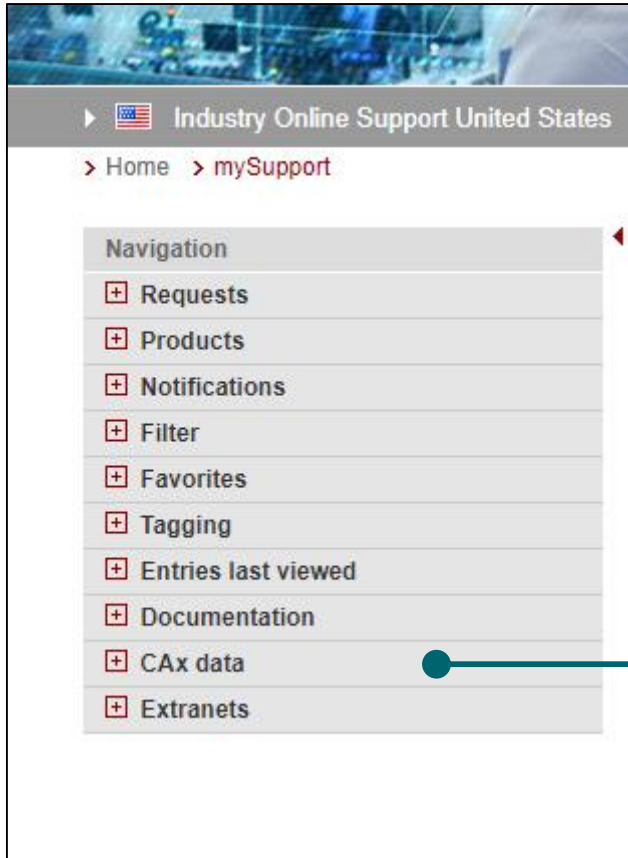 Industry Online Support United States
Home mySupport
Navigation
Requests
Products
Notifications
Filter
Favorites
Tagging
Entries last viewed
Documentation
CAx data
Extranets